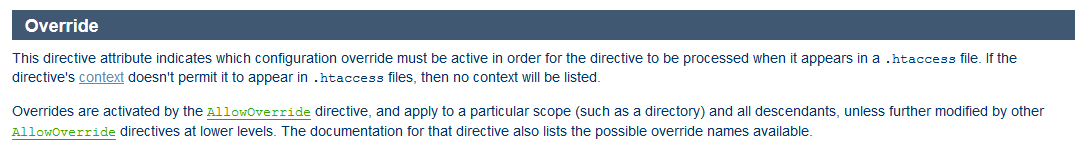 Override
This directive attribute indicates which configuration override must be active in order for the directive to be processed when it appears in a .htaccess file. If the
directive's context doesn't permit it to appear in .htaccess files, then no context will be listed.
Overrides are activated by the AllowOverride directive, and apply to a particular scope (such as a directory) and all descendants, unless further modified by other
AllowOverride directives at lower levels. The documentation for that directive also lists the possible override names available.